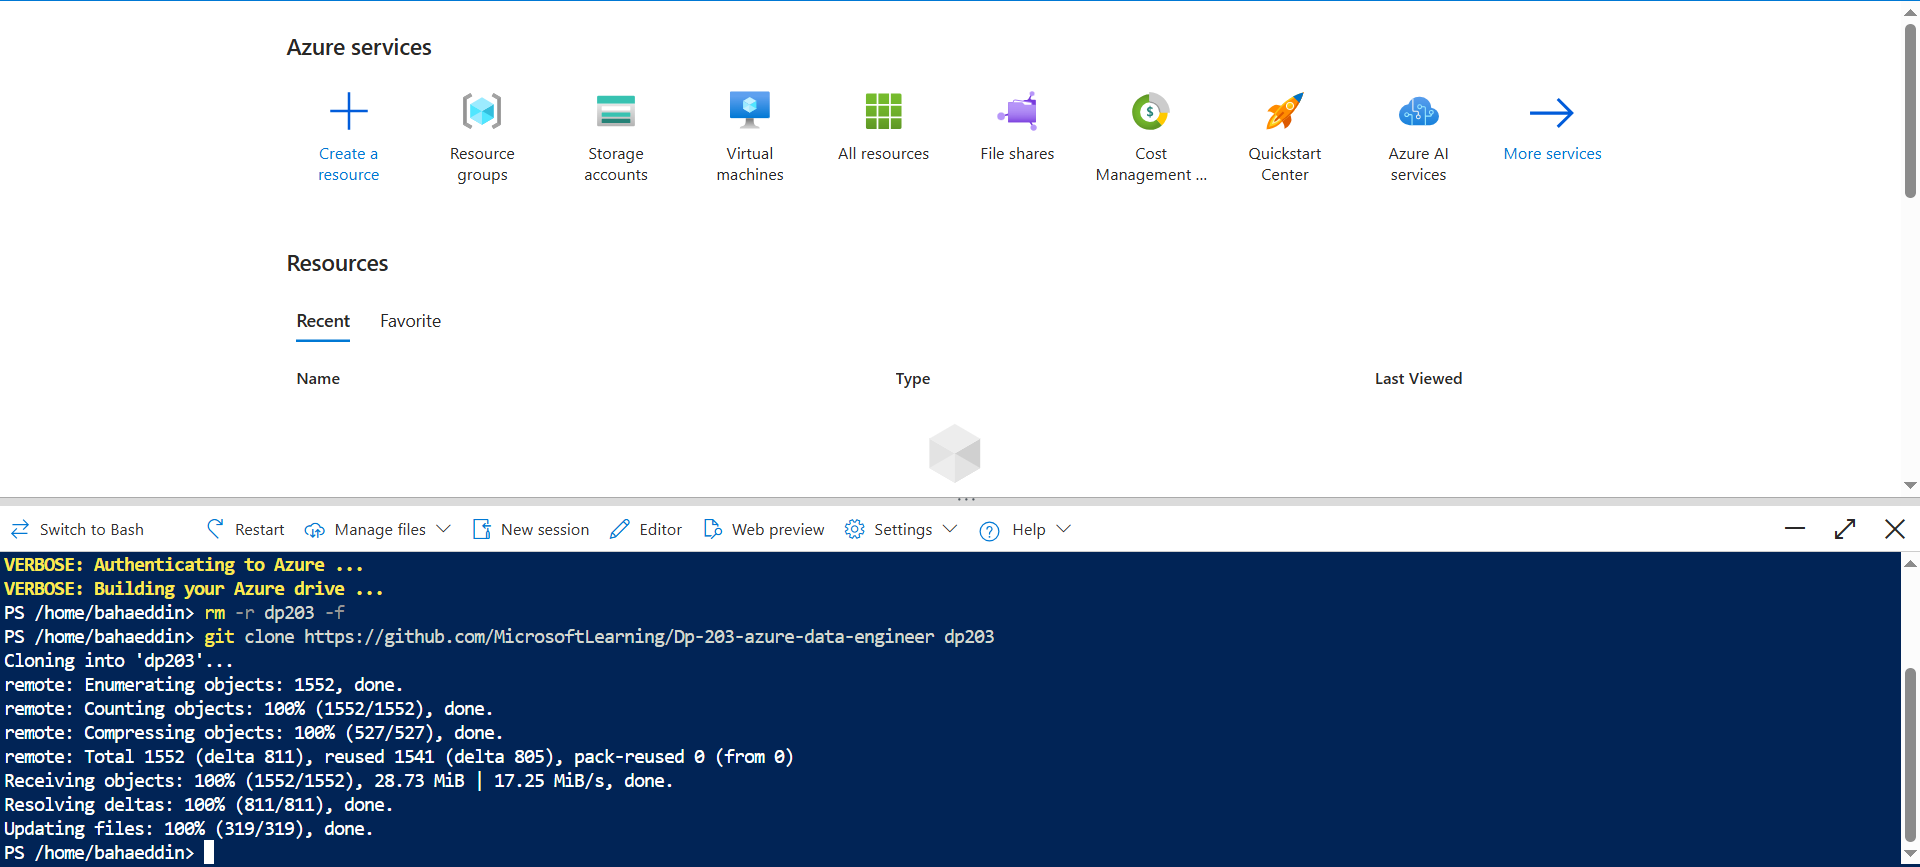 Azure services
Create a resource
Resource groups
Storage accounts
Virtual machines
All resources
File shares
Cost Management ...
Quickstart Center
Azure AI services
More services
Resources
Recent Favorite
Name Type Last Viewed
Switch to Bash Restart Manage files New session Editor Web preview Settings Help
VERBOSE: Authenticating to Azure ...
VERBOSE: Building your Azure drive ...
PS /home/bahaeddin> rm -r dp203 -f
PS /home/bahaeddin> git clone https://github.com/MicrosoftLearning/Dp-203-azure-data-engineer dp203
Cloning into 'dp203'...
remote: Enumerating objects: 1552, done.
remote: Counting objects: 100% (1552/1552), done.
remote: Compressing objects: 100% (527/527), done.
remote: Total 1552 (delta 811), reused 1541 (delta 805), pack-reused 0 (from 0)
Receiving objects: 100% (1552/1552), 28.73 MiB | 17.25 MiB/s, done.
Resolving deltas: 100% (811/811), done.
Updating files: 100% (319/319), done.
PS /home/bahaeddin>